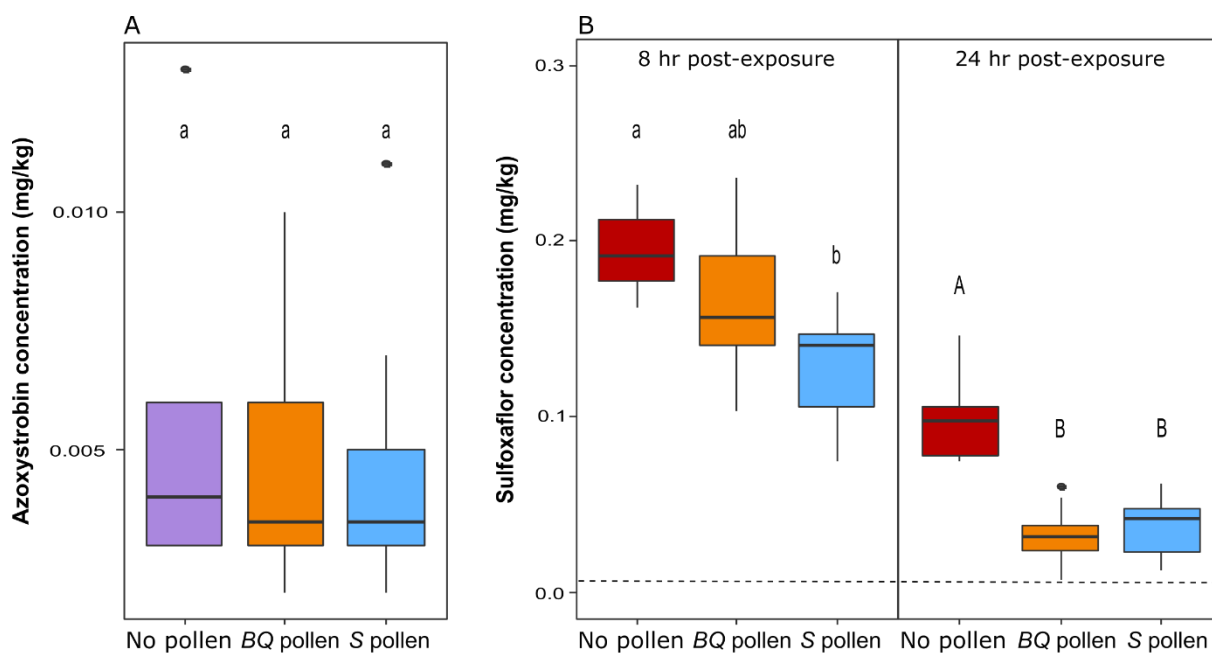 A
Azoxystrobin concentration (mg/kg)
0.010
0.005
a
a
a
No pollen
BQ pollen
S pollen
B
Sulfoxaflor concentration (mg/kg)
0.3
0.2
0.1
0.0
8 hr post-exposure
24 hr post-exposure
a
ab
b
A
B
B
No pollen
BQ pollen
S pollen
No pollen
BQ pollen
S pollen